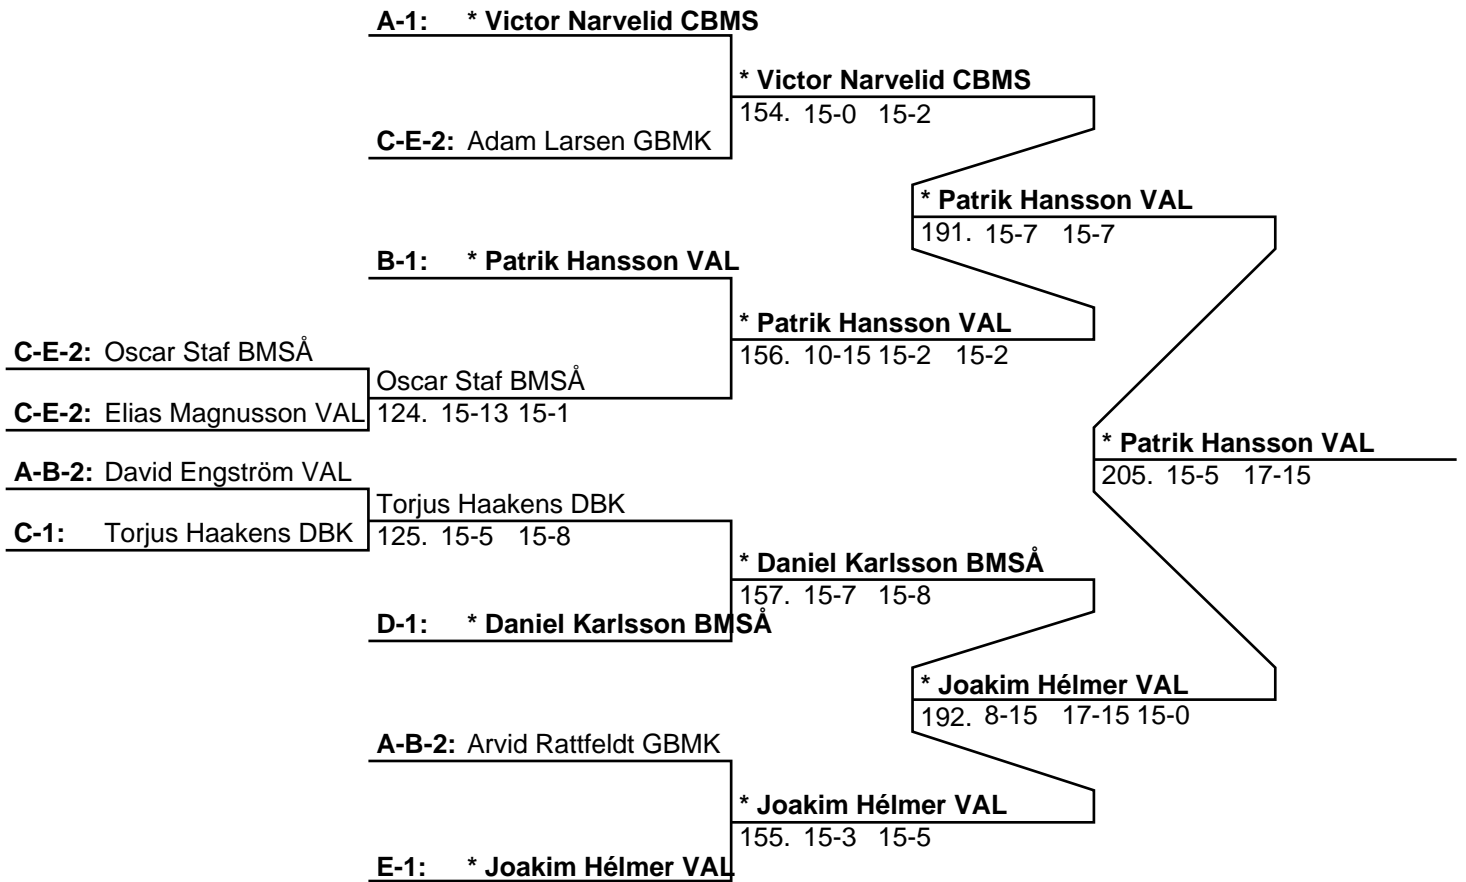 A-1: * Victor Narvelid CBMS
* Victor Narvelid CBMS
154. 15-0 15-2
C-E-2: Adam Larsen GBMK
* Patrik Hansson VAL
191. 15-7 15-7
B-1: * Patrik Hansson VAL
* Patrik Hansson VAL
156. 10-15 15-2 15-2
C-E-2: Oscar Staf BMSÅ
Oscar Staf BMSÅ
124. 15-13 15-1
C-E-2: Elias Magnusson VAL
* Patrik Hansson VAL
205. 15-5 17-15
A-B-2: David Engström VAL
Torjus Haakens DBK
125. 15-5 15-8
C-1: Torjus Haakens DBK
* Daniel Karlsson BMSÅ
157. 15-7 15-8
D-1: * Daniel Karlsson BMSÅ
* Joakim Hélmer VAL
192. 8-15 17-15 15-0
A-B-2: Arvid Rattfeldt GBMK
* Joakim Hélmer VAL
155. 15-3 15-5
E-1: * Joakim Hélmer VAL